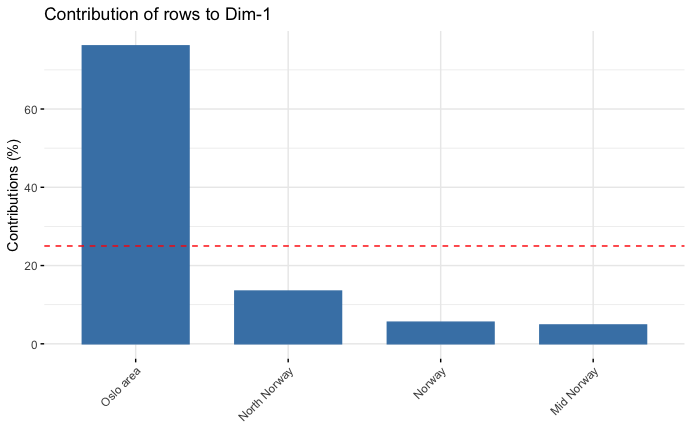 Contribution of rows to Dim-1
Contributions (%)
60
40
20
0
Oslo area
North Norway
Norway
Mid Norway